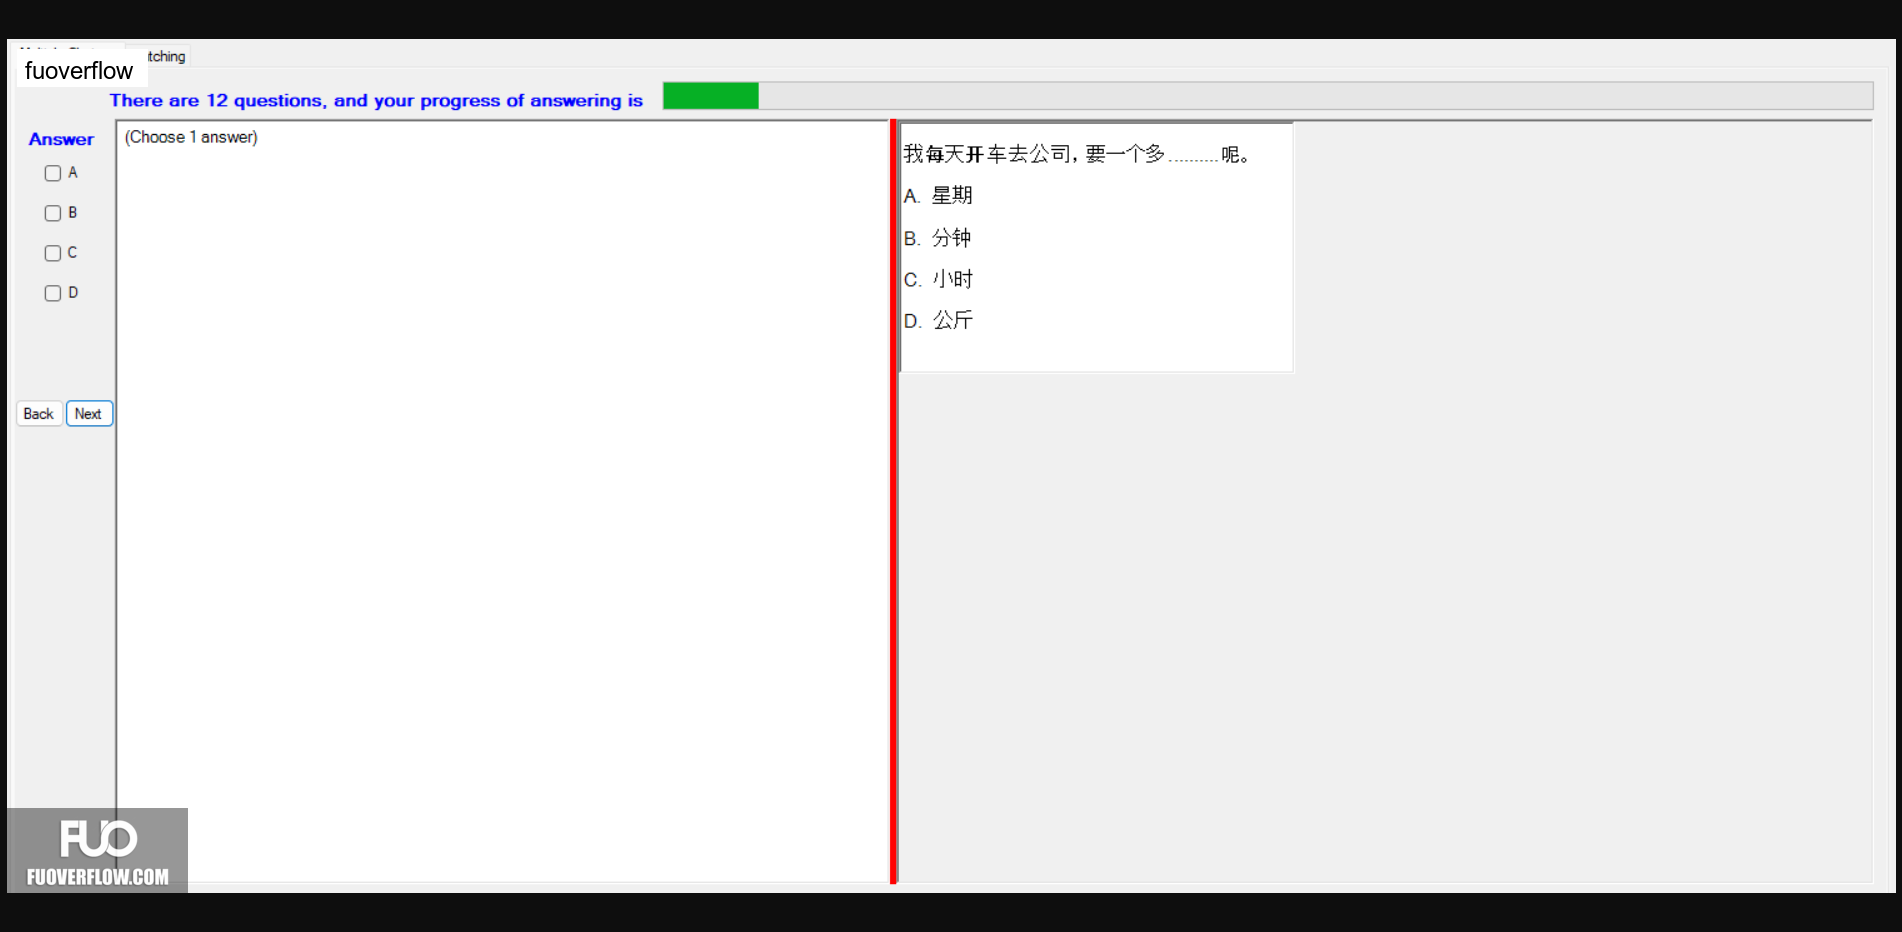 tching
fuoverflow
There are 12 questions, and your progress of answering is
Answer
(Choose 1 answer)
A
B
C
D
Back
Next
我每天开车去公司, 要一个多.........呢。
A. 星期
B. 分钟
C. 小时
D. 公斤
FUO
FUOVERFLOW.COM